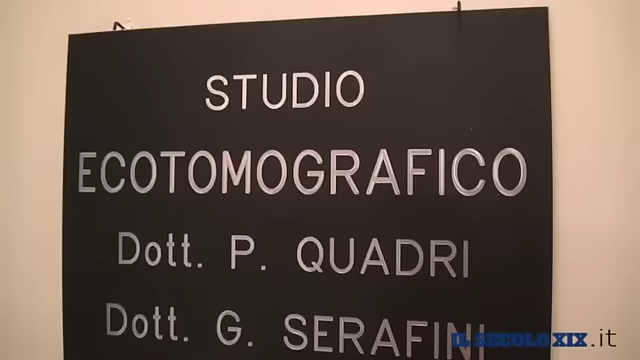 STUDIO
ECOTOMOGRAFICO
Dott. P. QUADRI
Dott. G. SERAFINI
IL SECOLO XIX.it